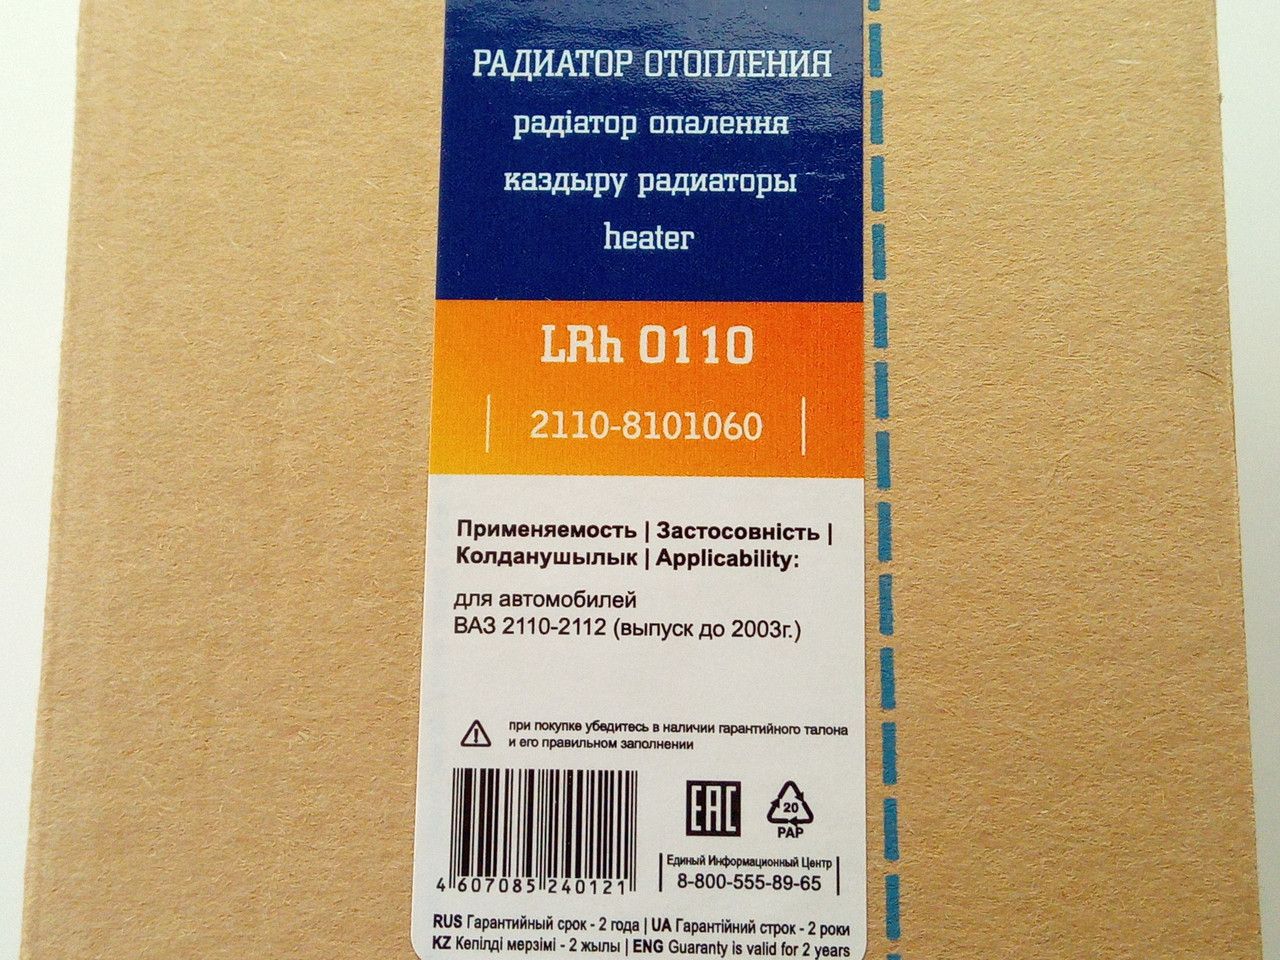 РАДИАТОР ОТОПЛЕНИЯ
радіатор опалення
каздыру радиаторы
heater
LRh 0110
2110-8101060
Применяемость | Застосовність |
Колданушылык | Applicability:
для автомобилей
ВАЗ 2110-2112 (выпуск до 2003г.)
при покупке убедитесь в наличии гарантийного талона
и его правильном заполнении
EAC
20
PAP
4 607085 240121
Единый Информационный Центр
8-800-555-89-65
RUS Гарантийный срок - 2 года | UA Гарантійний строк - 2 роки
KZ Кепілді мерзімі - 2 жылы | ENG Guaranty is valid for 2 years